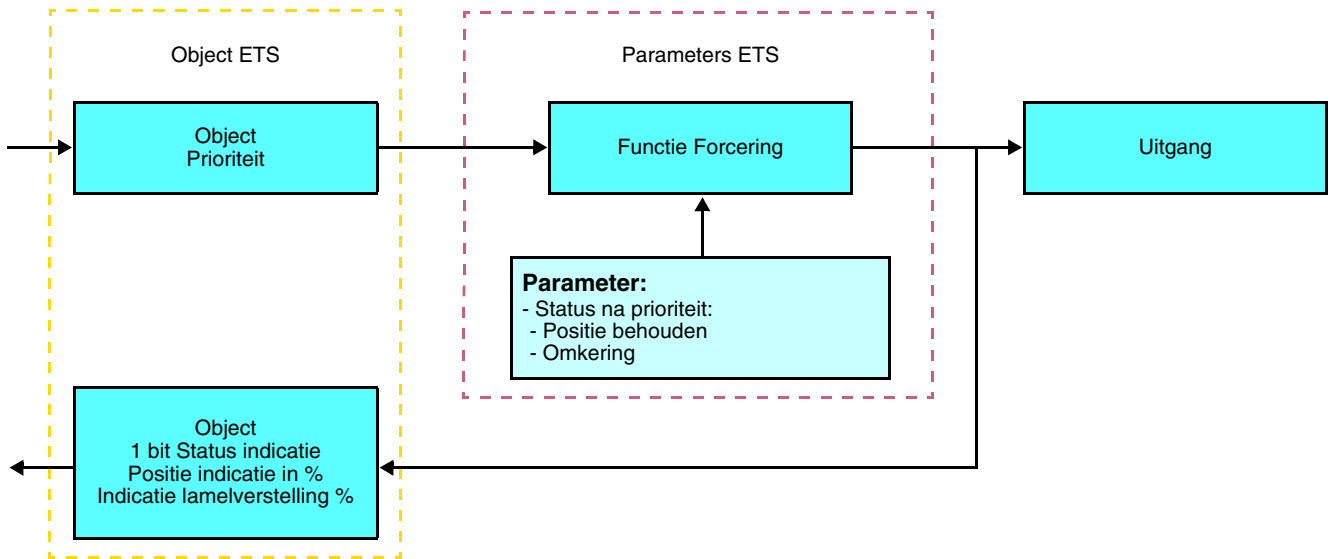 Object ETS
Parameters ETS
Object
Prioriteit
Functie Forcering
Uitgang
Parameter:
- Status na prioriteit:
- Positie behouden
- Omkering
Object
1 bit Status indicatie
Positie indicatie in %
Indicatie lamelverstelling %